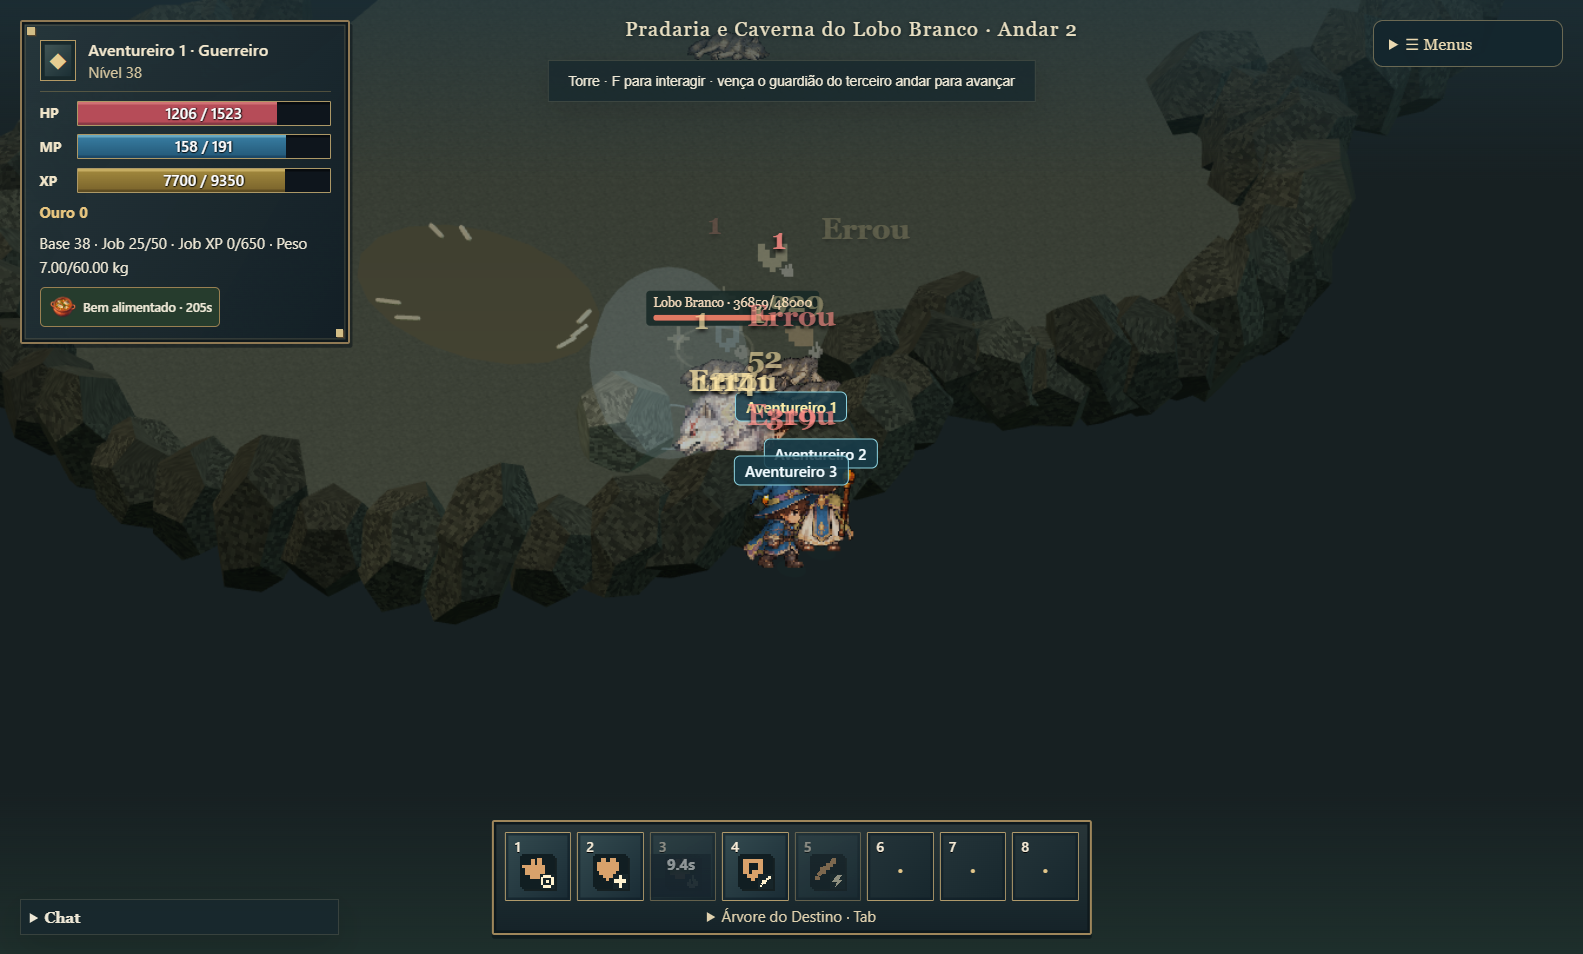 Aventureiro 1 · Guerreiro
Nível 38
HP
1206 / 1523
MP
158 / 191
XP
7700 / 9350
Ouro 0
Base 38 · Job 25/50 · Job XP 0/650 · Peso
7.00/60.00 kg
Bem alimentado · 205s
Pradaria e Caverna do Lobo Branco · Andar 2
Torre · F para interagir · vença o guardião do terceiro andar para avançar
☰ Menus
1
Errou
1
Lobo Branco · 36859/48000
Errou
1
52
Errou
Aventureiro 1
Aventureiro 2
Aventureiro 3
1
2
3
9.4s
4
5
6
7
8
Árvore do Destino · Tab
Chat